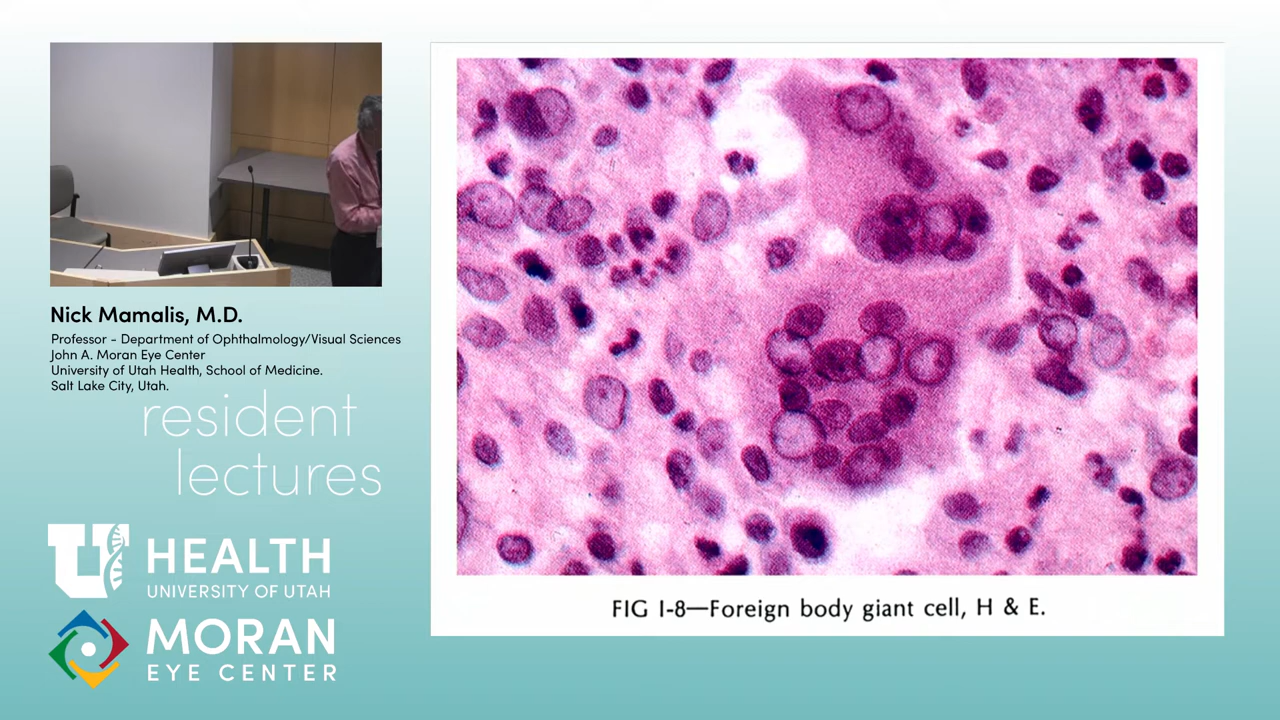 Nick Mamalis, M.D.
Professor - Department of Ophthalmology/Visual Sciences
John A. Moran Eye Center
University of Utah Health, School of Medicine.
Salt Lake City, Utah.
resident
lectures
U HEALTH
UNIVERSITY OF UTAH
MORAN
EYE CENTER
FIG I-8—Foreign body giant cell, H & E.